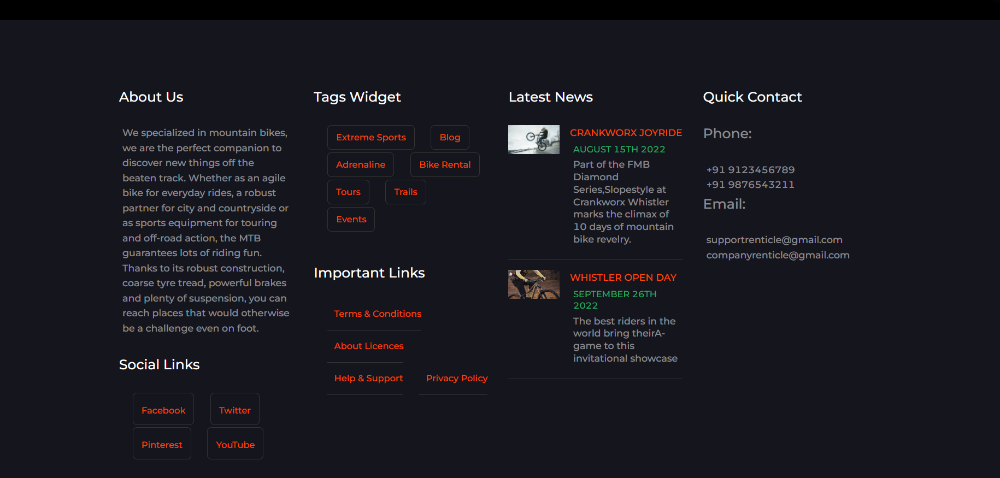 About Us
We specialized in mountain bikes,
we are the perfect companion to
discover new things off the
beaten track. Whether as an agile
bike for everyday rides, a robust
partner for city and countryside or
as sports equipment for touring
and off-road action, the MTB
guarantees lots of riding fun.
Thanks to its robust construction,
coarse tyre tread, powerful brakes
and plenty of suspension, you can
reach places that would otherwise
be a challenge even on foot.
Social Links
Facebook Twitter
Pinterest YouTube
Tags Widget
Extreme Sports Blog
Adrenaline Bike Rental
Tours Trails
Events
Important Links
Terms & Conditions
About Licences
Help & Support Privacy Policy
Latest News
CRANKWORX JOYRIDE
AUGUST 15TH 2022
Part of the FMB
Diamond
Series,Slopestyle at
Crankworx Whistler
marks the climax of
10 days of mountain
bike revelry.
WHISTLER OPEN DAY
SEPTEMBER 26TH
2022
The best riders in the
world bring theirA-
game to this
invitational showcase
Quick Contact
Phone:
+91 9123456789
+91 9876543211
Email:
supportrenticle@gmail.com
companyrenticle@gmail.com